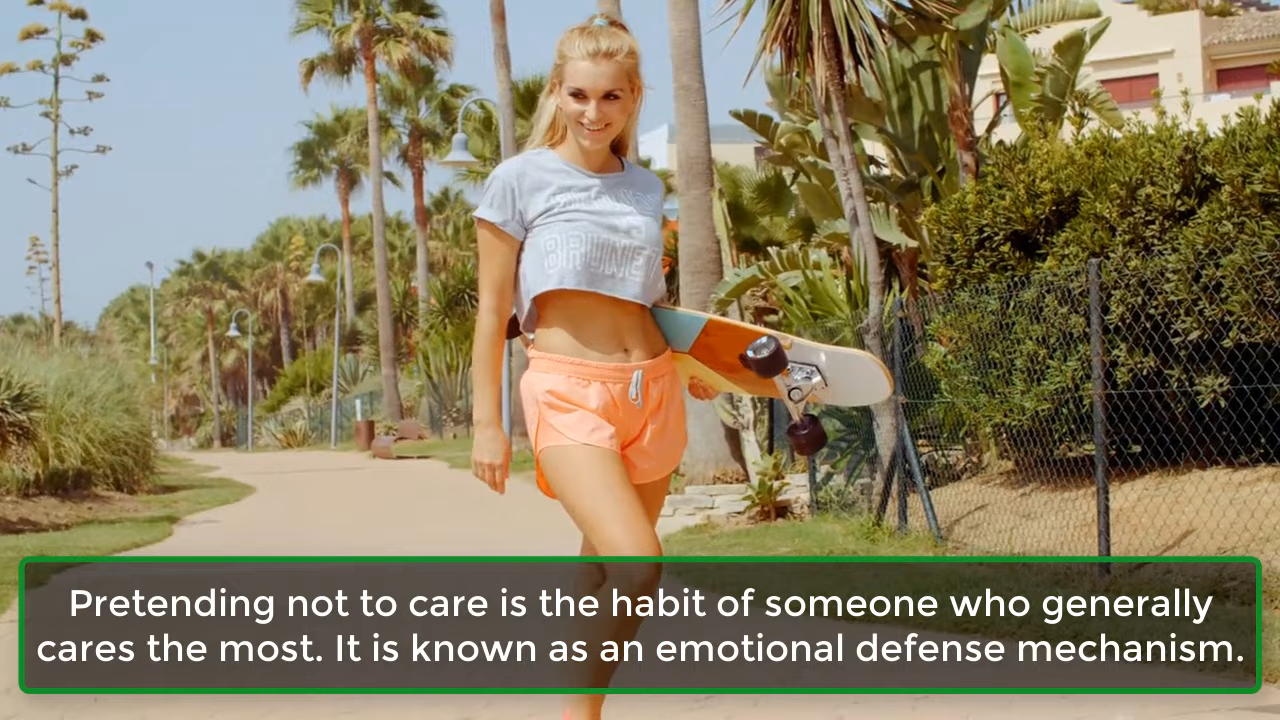 BRUNE
Pretending not to care is the habit of someone who generally
cares the most. It is known as an emotional defense mechanism.